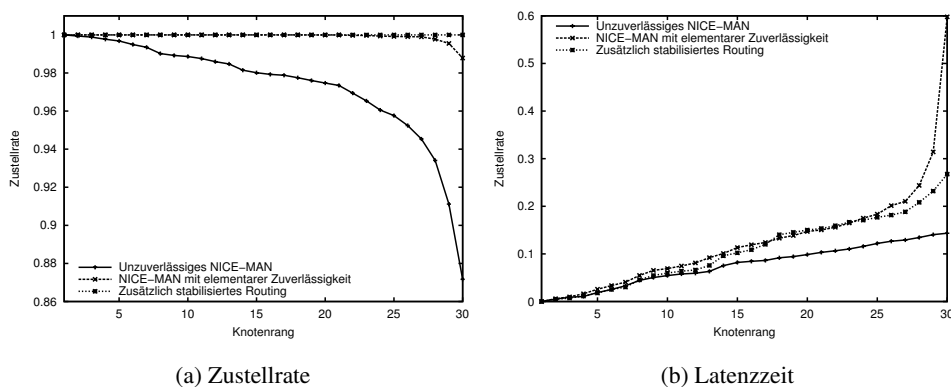 1
0.98
0.96
0.94
0.92
0.9
0.88
0.86
Zustellrate
5 10 15 20 25 30
Knotenrang
Unzuverlässiges NICE−MAN
NICE−MAN mit elementarer Zuverlässigkeit
Zusätzlich stabilisiertes Routing
(a) Zustellrate
0.6
0.5
0.4
0.3
0.2
0.1
0
Zustellrate
0 5 10 15 20 25 30
Knotenrang
Unzuverlässiges NICE−MAN
NICE−MAN mit elementarer Zuverlässigkeit
Zusätzlich stabilisiertes Routing
(b) Latenzzeit